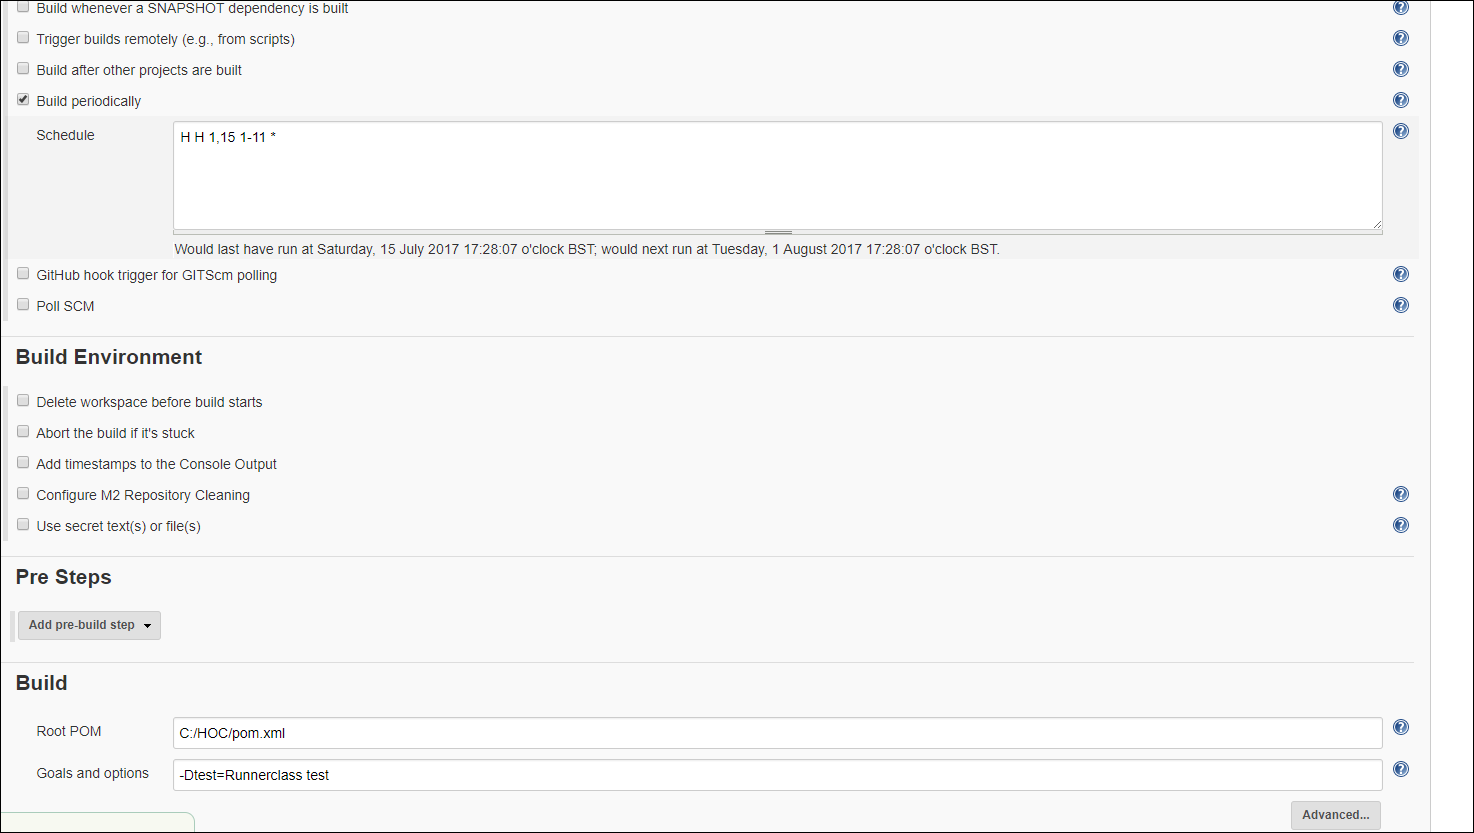 Build whenever a SNAPSHOT dependency is built
Trigger builds remotely (e.g., from scripts)
Build after other projects are built
Build periodically
Schedule
H H 1,15 1-11 *
Would last have run at Saturday, 15 July 2017 17:28:07 o'clock BST; would next run at Tuesday, 1 August 2017 17:28:07 o'clock BST.
GitHub hook trigger for GITScm polling
Poll SCM
Build Environment
Delete workspace before build starts
Abort the build if it's stuck
Add timestamps to the Console Output
Configure M2 Repository Cleaning
Use secret text(s) or file(s)
Pre Steps
Add pre-build step
Build
Root POM
C:/HOC/pom.xml
Goals and options
-Dtest=Runnerclass test
Advanced...